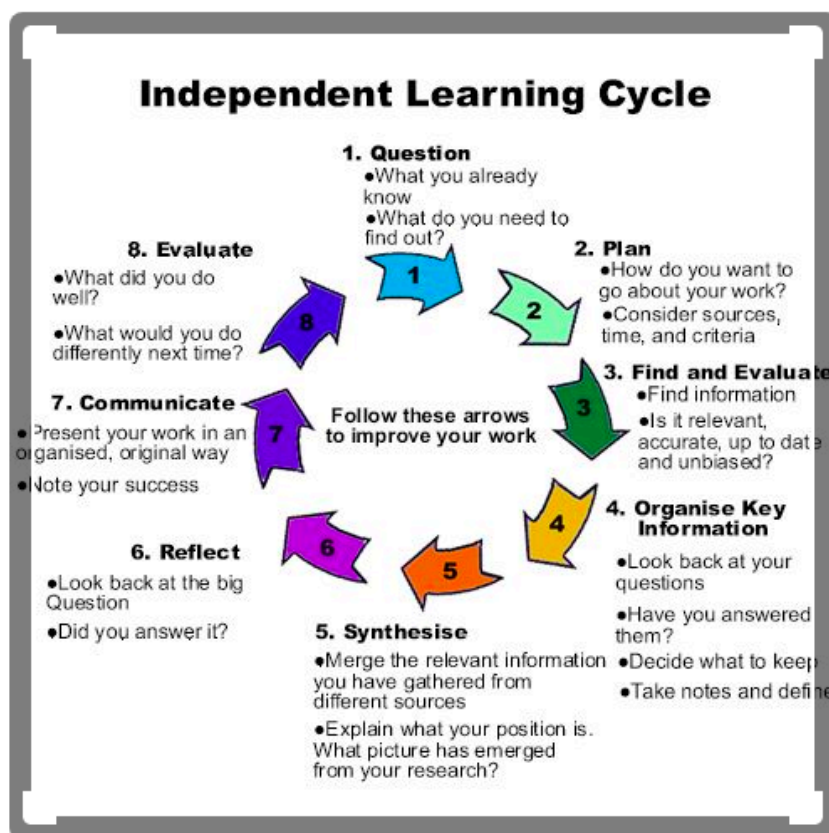 Independent Learning Cycle
1. Question
●What you already
know
●What do you need to
find out?
1
2. Plan
●How do you want to
go about your work?
●Consider sources,
time, and criteria
2
3. Find and Evaluate
●Find information
●Is it relevant,
accurate, up to date
and unbiased?
3
4. Organise Key
Information
●Look back at your
questions
●Have you answered
them?
●Decide what to keep
●Take notes and define
4
5. Synthesise
●Merge the relevant information
you have gathered from
different sources
●Explain what your position is.
What picture has emerged
from your research?
5
6. Reflect
●Look back at the big
Question
●Did you answer it?
6
7. Communicate
●Present your work in an
organised, original way
●Note your success
7
8. Evaluate
●What did you do
well?
●What would you do
differently next time?
8
Follow these arrows
to improve your work